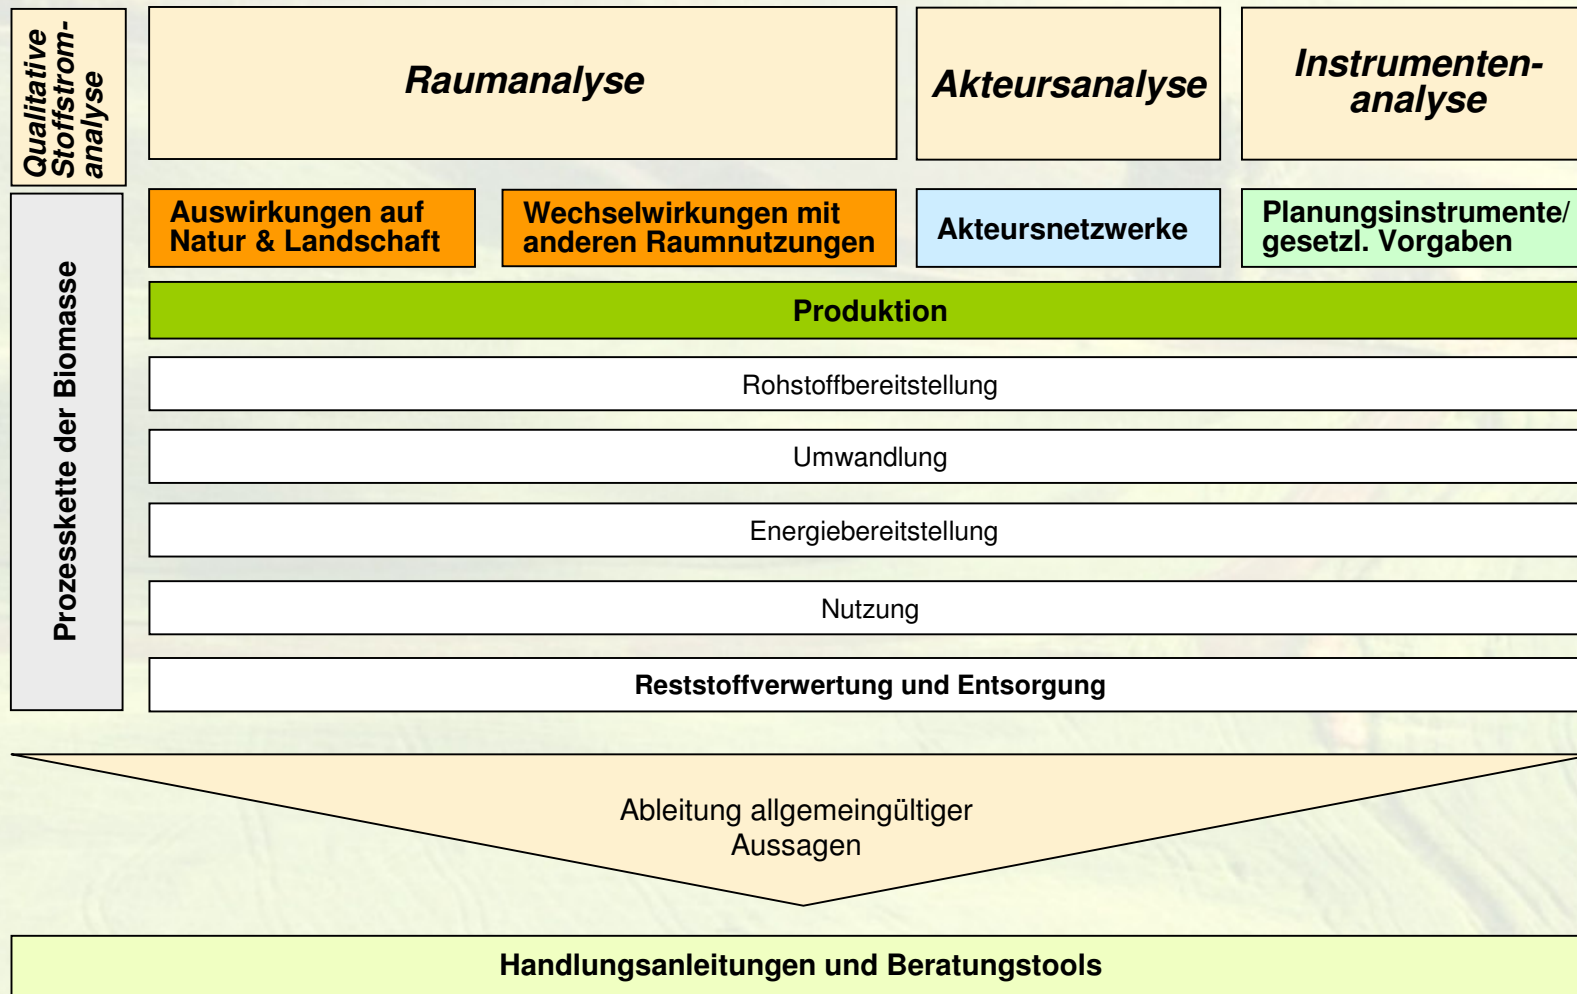 Qualitative
Stoffstrom-
analyse
Raumanalyse
Akteursanalyse
Instrumenten-
analyse
Prozesskette der Biomasse
Auswirkungen auf
Natur & Landschaft
Wechselwirkungen mit
anderen Raumnutzungen
Akteursnetzwerke
Planungsinstrumente/
gesetzl. Vorgaben
Produktion
Rohstoffbereitstellung
Umwandlung
Energiebereitstellung
Nutzung
Reststoffverwertung und Entsorgung
Ableitung allgemeingültiger
Aussagen
Handlungsanleitungen und Beratungstools